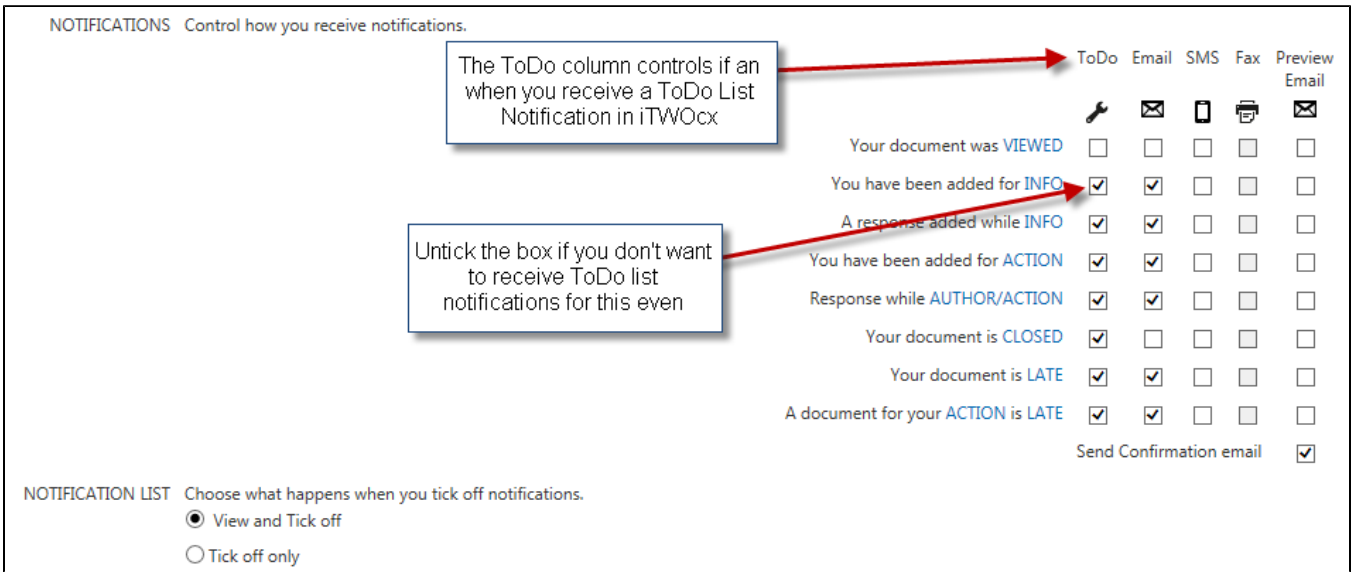 NOTIFICATIONS Control how you receive notifications.
The ToDo column controls if an
when you receive a ToDo List
Notification in iTWOcx
ToDo Email SMS Fax Preview
Email
Your document was VIEWED
You have been added for INFO
A response added while INFO
Untick the box if you don't want
to receive ToDo list
notifications for this even
You have been added for ACTION
Response while AUTHOR/ACTION
Your document is CLOSED
Your document is LATE
A document for your ACTION is LATE
Send Confirmation email
NOTIFICATION LIST Choose what happens when you tick off notifications.
View and Tick off
Tick off only